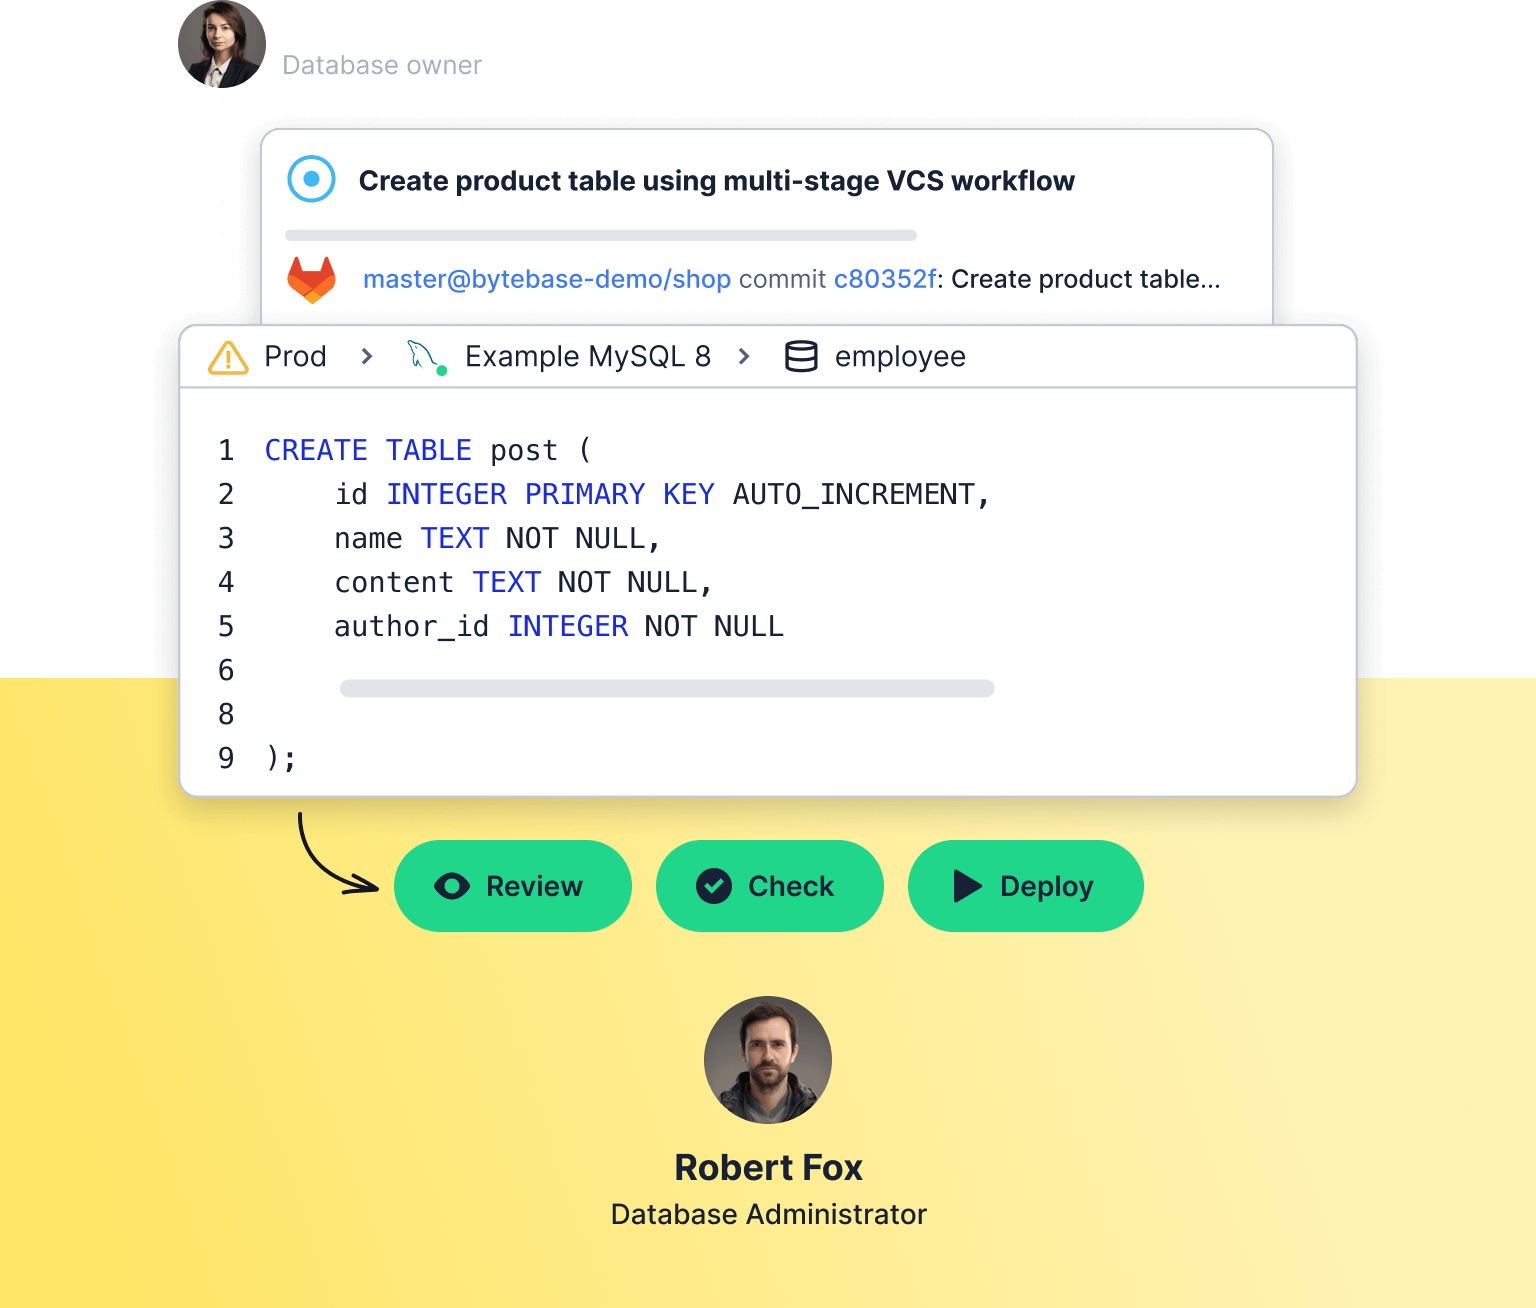 Database owner
Create product table using multi-stage VCS workflow
master@bytebase-demo/shop commit c80352f: Create product table...
Prod > Example MySQL 8 > employee
1 CREATE TABLE post (
2 id INTEGER PRIMARY KEY AUTO_INCREMENT,
3 name TEXT NOT NULL,
4 content TEXT NOT NULL,
5 author_id INTEGER NOT NULL
6
8
9 );
Review Check Deploy
Robert Fox
Database Administrator